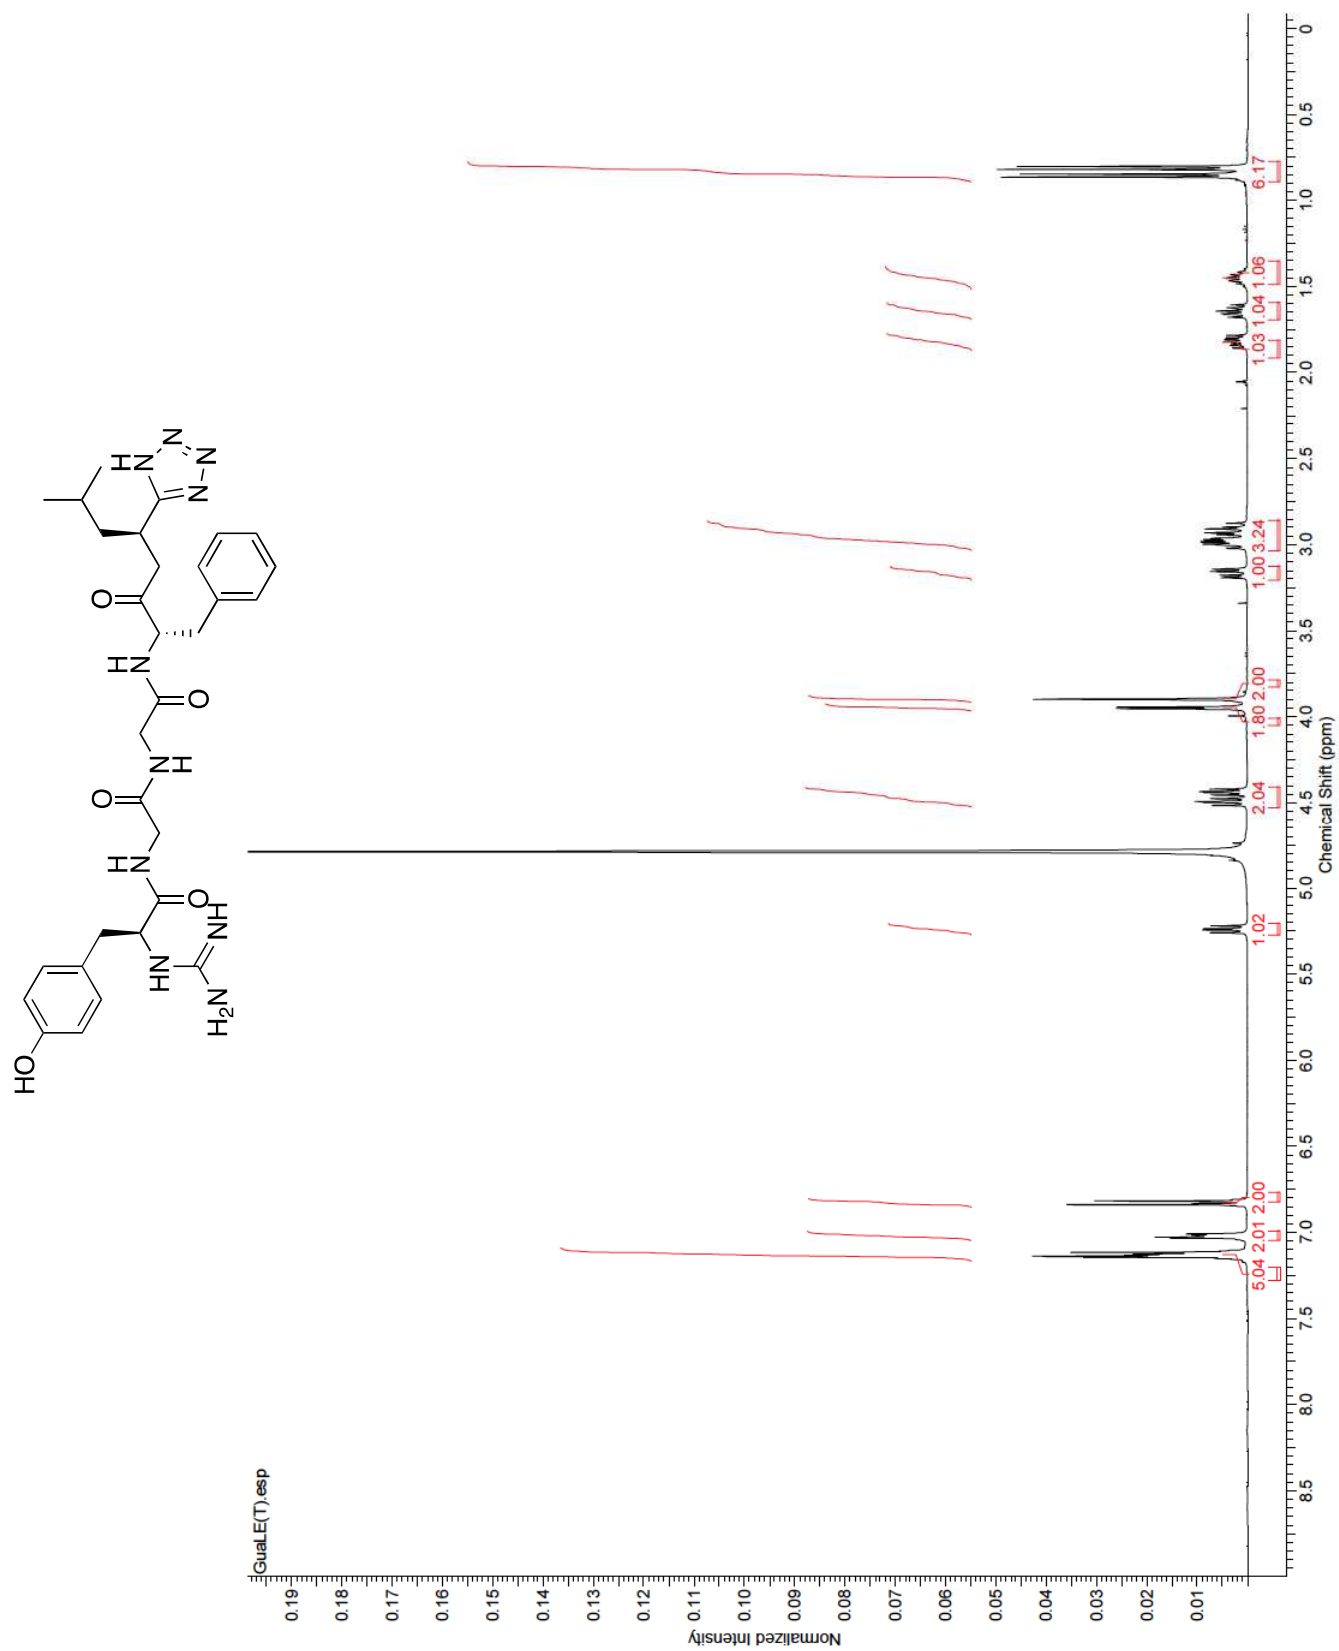 HO
H2N
HN
NH
O
HN
O
NH
O
HN
O
HN
N
N
N
GuaLE(T).esp
Normalized Intensity
0.19
0.18
0.17
0.16
0.15
0.14
0.13
0.12
0.11
0.10
0.09
0.08
0.07
0.06
0.05
0.04
0.03
0.02
0.01
5.04 2.01 2.00 1.02 2.04 1.80 2.00 1.00 3.24 1.03 1.04 1.06 6.17
8.5 8.0 7.5 7.0 6.5 6.0 5.5 5.0 4.5 4.0 3.5 3.0 2.5 2.0 1.5 1.0 0.5 0
Chemical Shift (ppm)